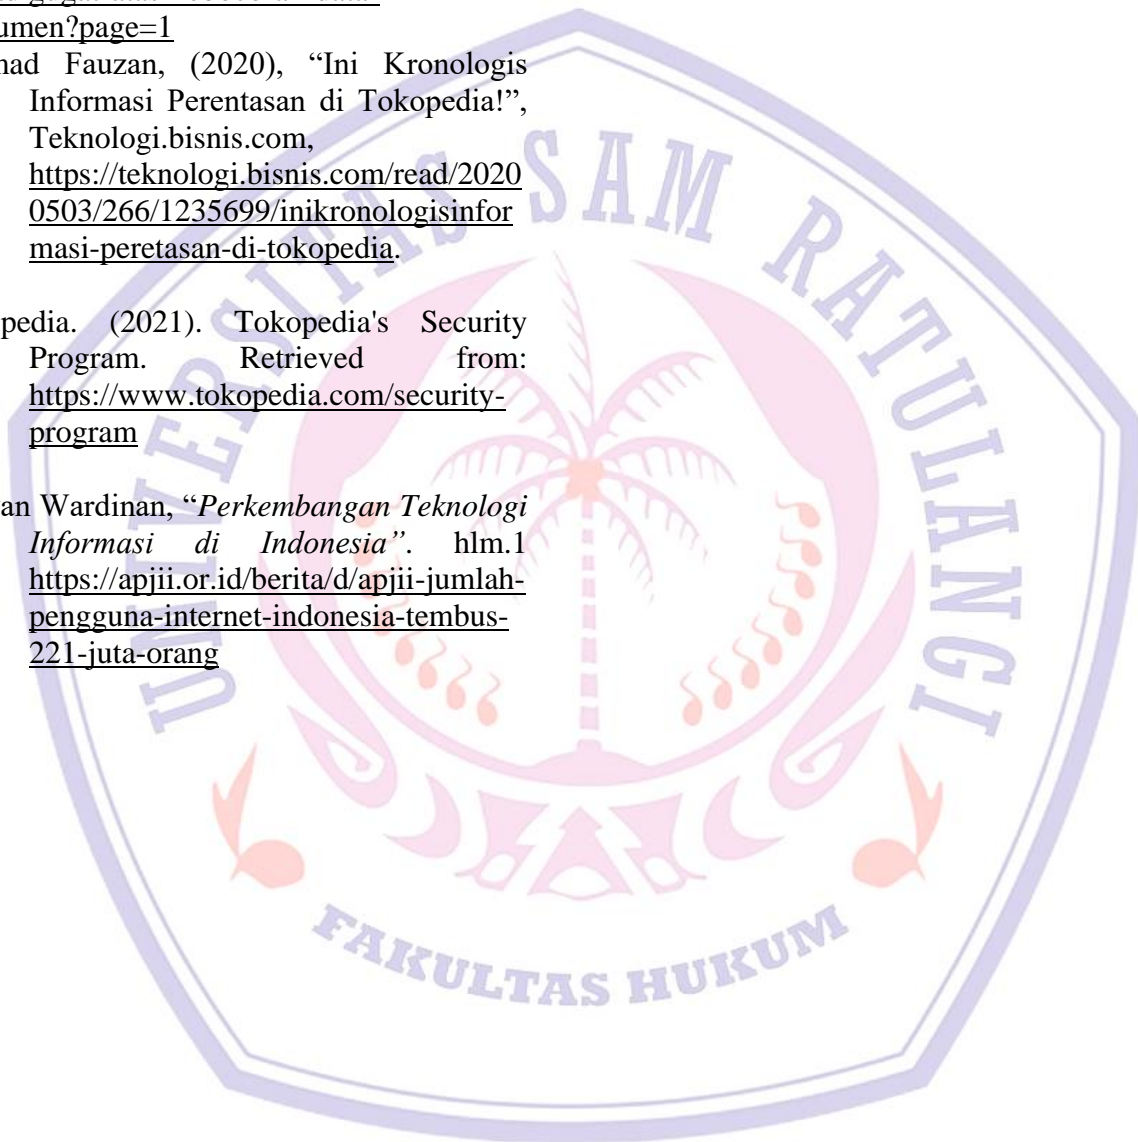 umen?page=1
nad Fauzan, (2020), “Ini Kronologis
Informasi Perentasan di Tokopedia!”,
Teknologi.bisnis.com,
https://teknologi.bisnis.com/read/2020
0503/266/1235699/inikronologisinfor
masi-peretasan-di-tokopedia.
pedia. (2021). Tokopedia's Security
Program. Retrieved from:
https://www.tokopedia.com/security-
program
an Wardinan, “Perkembangan Teknologi
Informasi di Indonesia”. hlm.1
https://apjii.or.id/berita/d/apjii-jumlah-
pengguna-internet-indonesia-tembus-
221-juta-orang
UNIVERSITAS SAM RATULANGI
FAKULTAS HUKUM